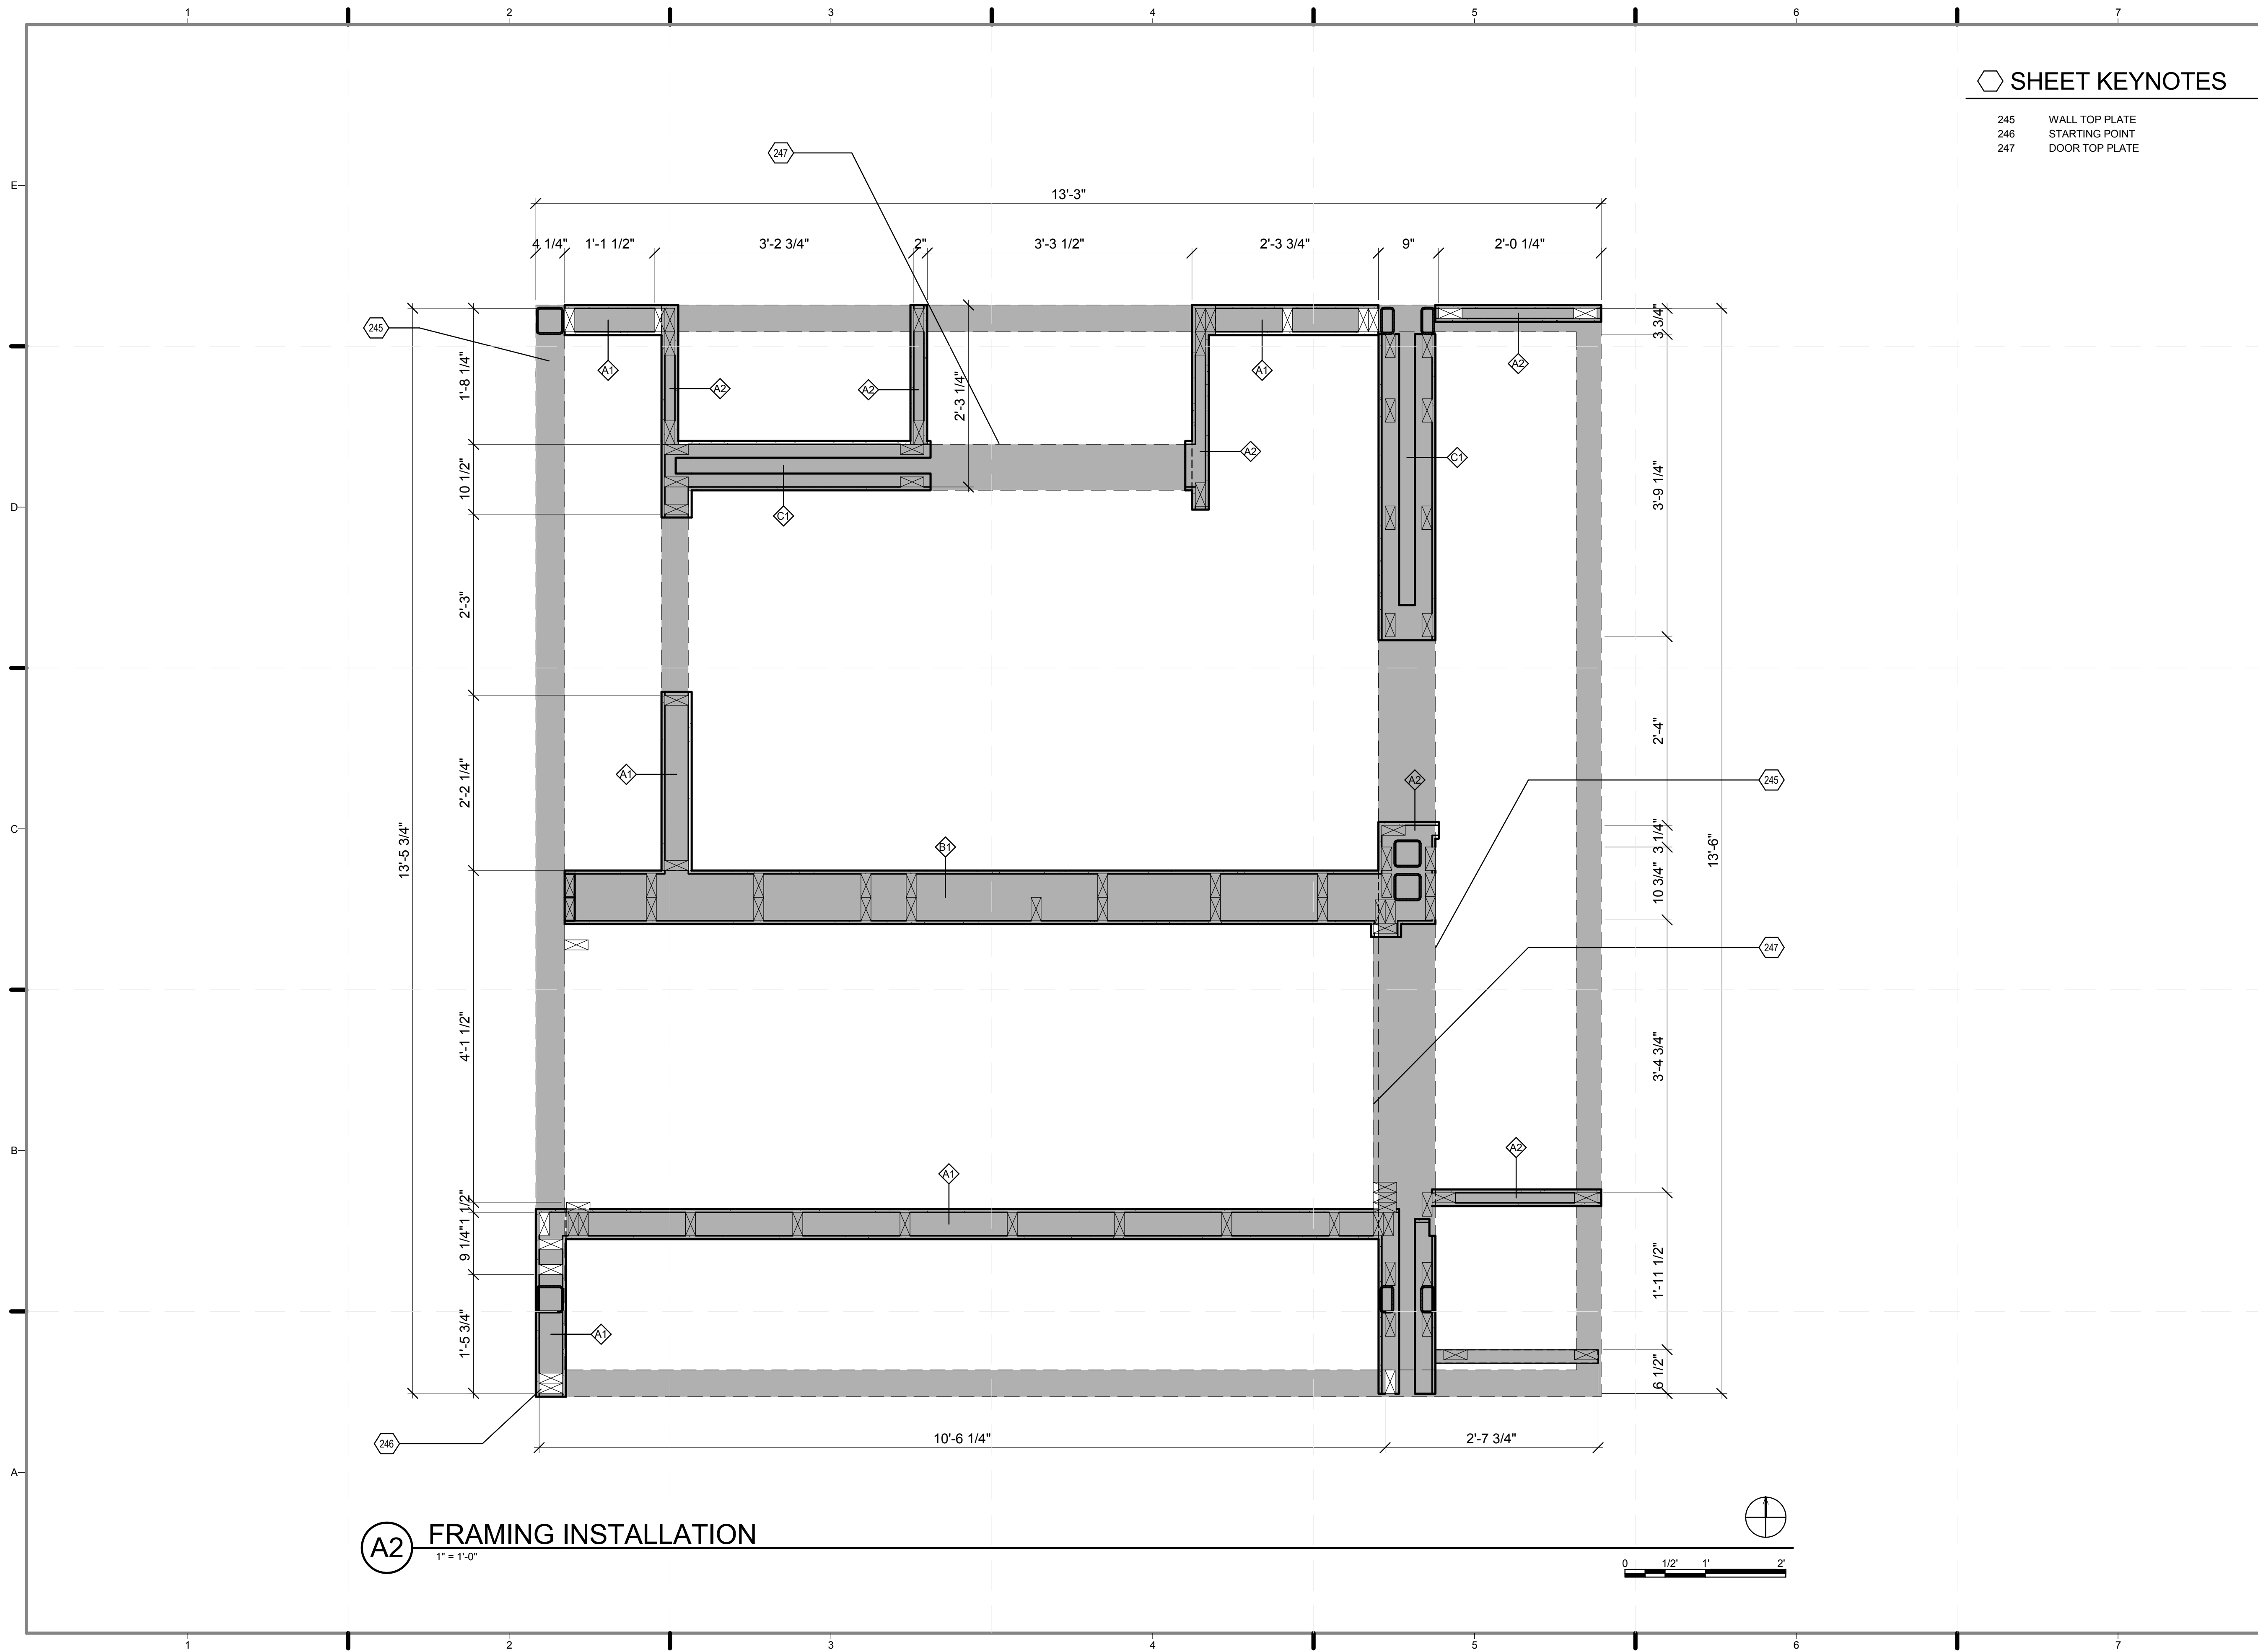 1 2 3 4 5 6 7
SHEET KEYNOTES
245 WALL TOP PLATE
246 STARTING POINT
247 DOOR TOP PLATE
247
E
13'-3"
4 1/4" 1'-1 1/2" 3'-2 3/4" 2" 3'-3 1/2" 2'-3 3/4" 9" 2'-0 1/4"
245
3 3/4"
A1 A2 A2 A1 A2
1'-8 1/4"
2'-3 1/4"
A2 C1
10 1/2"
3'-9 1/4"
D
C1
2'-3"
2'-4"
A1 A2 245
2'-2 1/4"
C
13'-5 3/4"
3 1/4"
13'-6"
B1
10 3/4"
247
4'-1 1/2"
3'-4 3/4"
B
A2
A1
1 1/2"
9 1/4"
1'-11 1/2"
1'-5 3/4"
A1
6 1/2"
246
10'-6 1/4" 2'-7 3/4"
A
A2 FRAMING INSTALLATION
1" = 1'-0"
0 1/2' 1' 2'
1 2 3 4 5 6 7